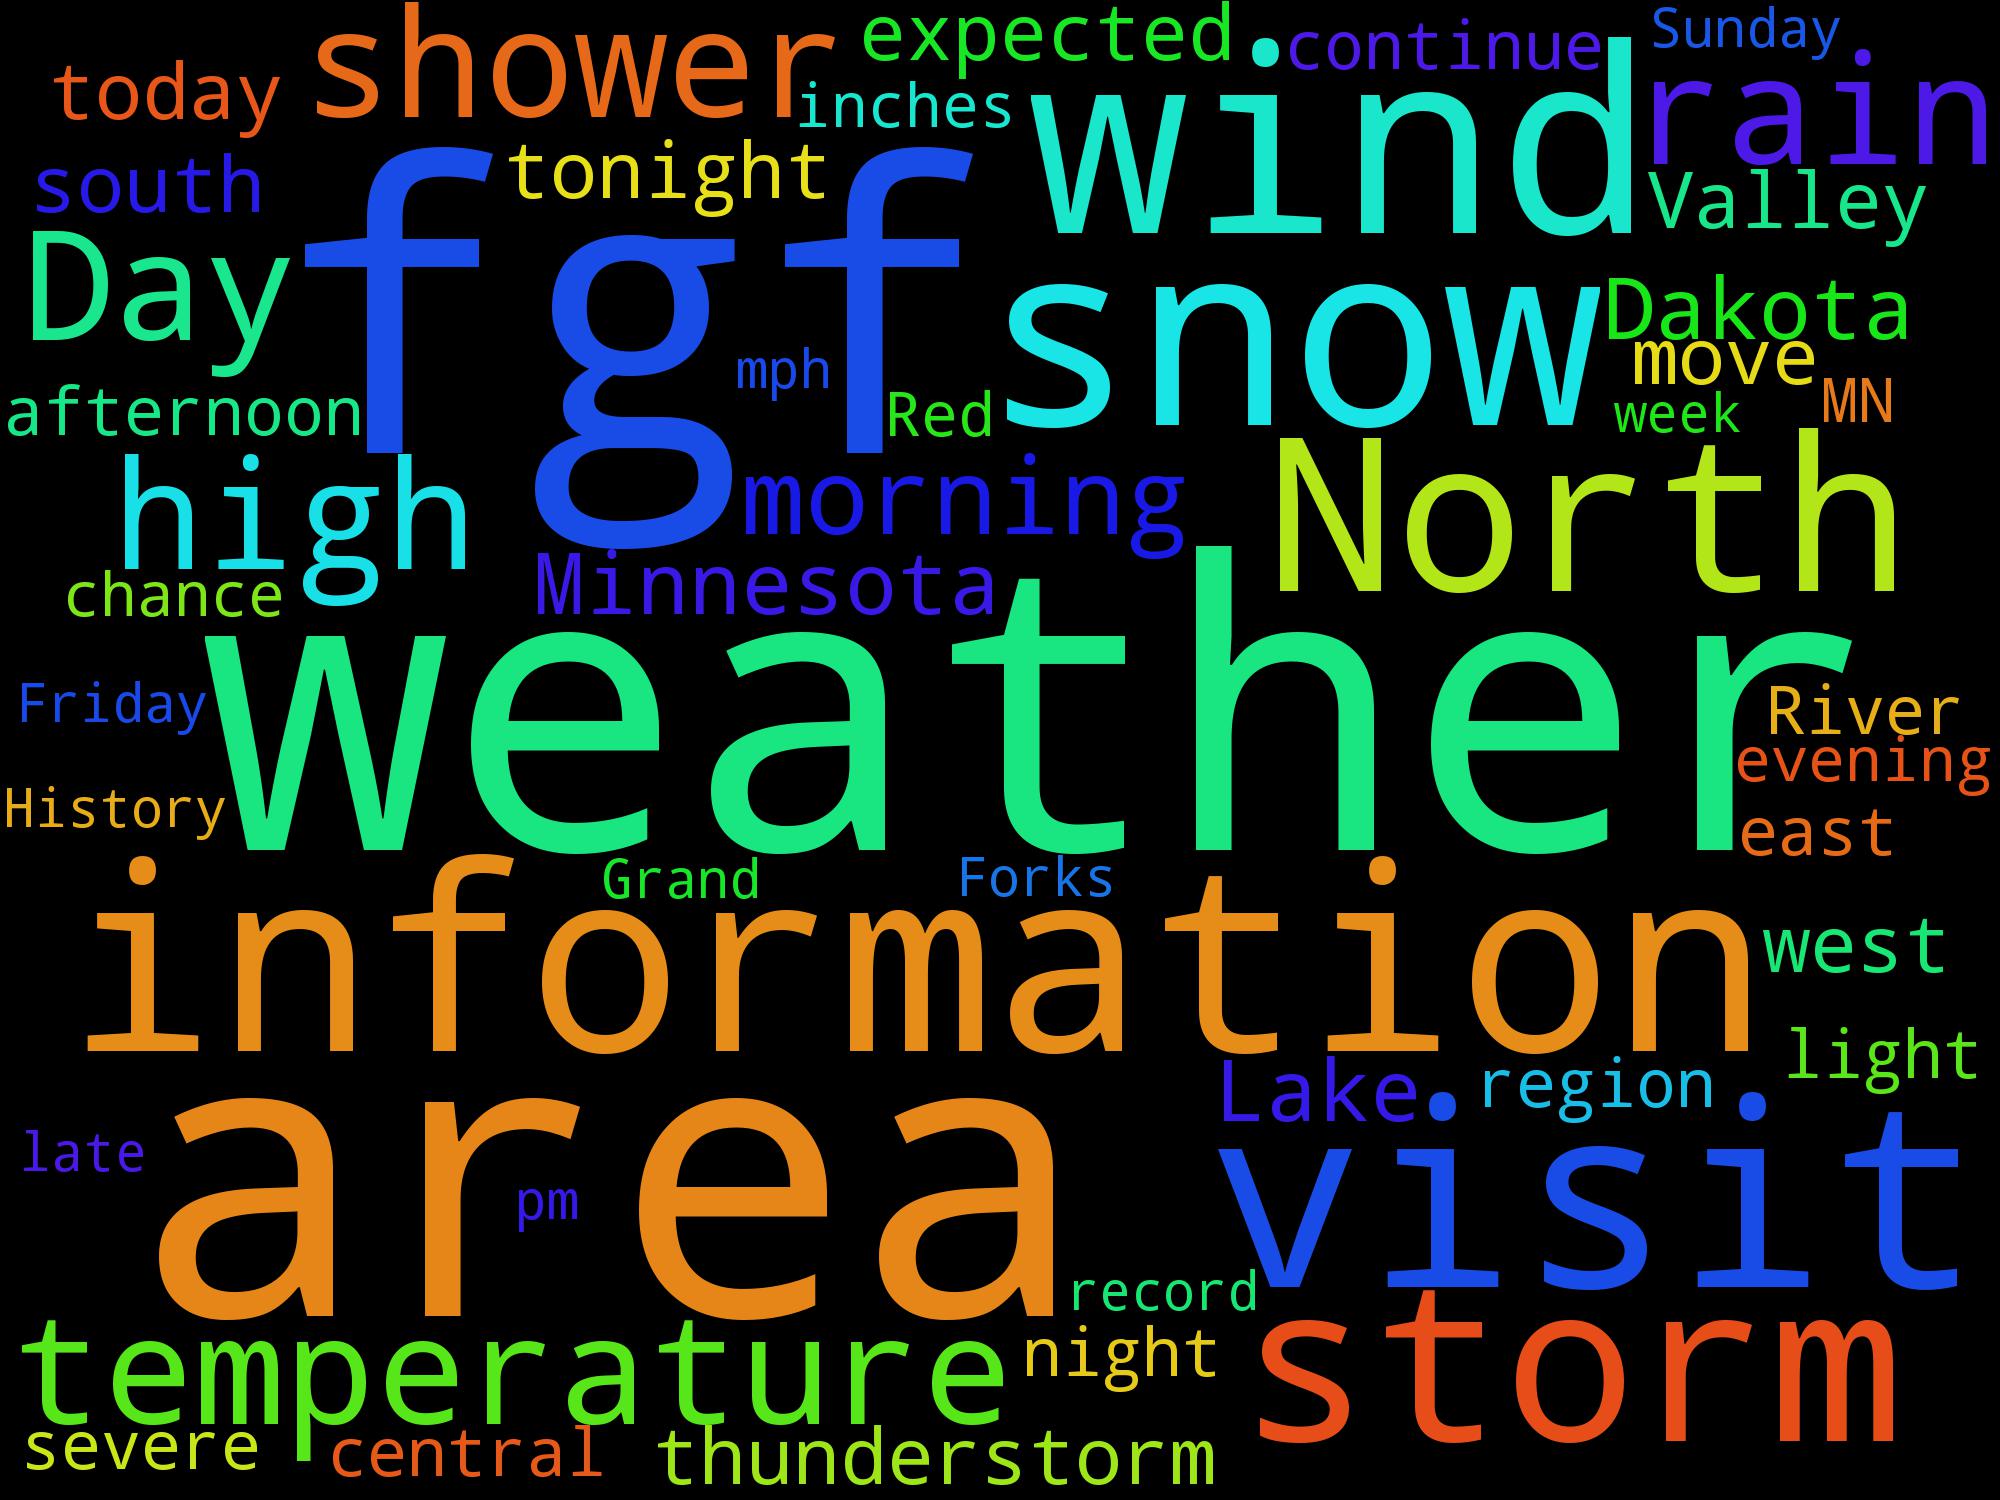 shower
expected
continue
Sunday
today
inches
wind
rain
tonight
south
Valley
fgf
Day
snow
Dakota
move
mph
afternoon
Red
week
MN
high
morning
North
chance
Minnesota
weather
Friday
River
evening
History
east
Grand
Forks
information
west
light
Lake
region
late
area
pm
visit
record
temperature
night
storm
severe
central
thunderstorm